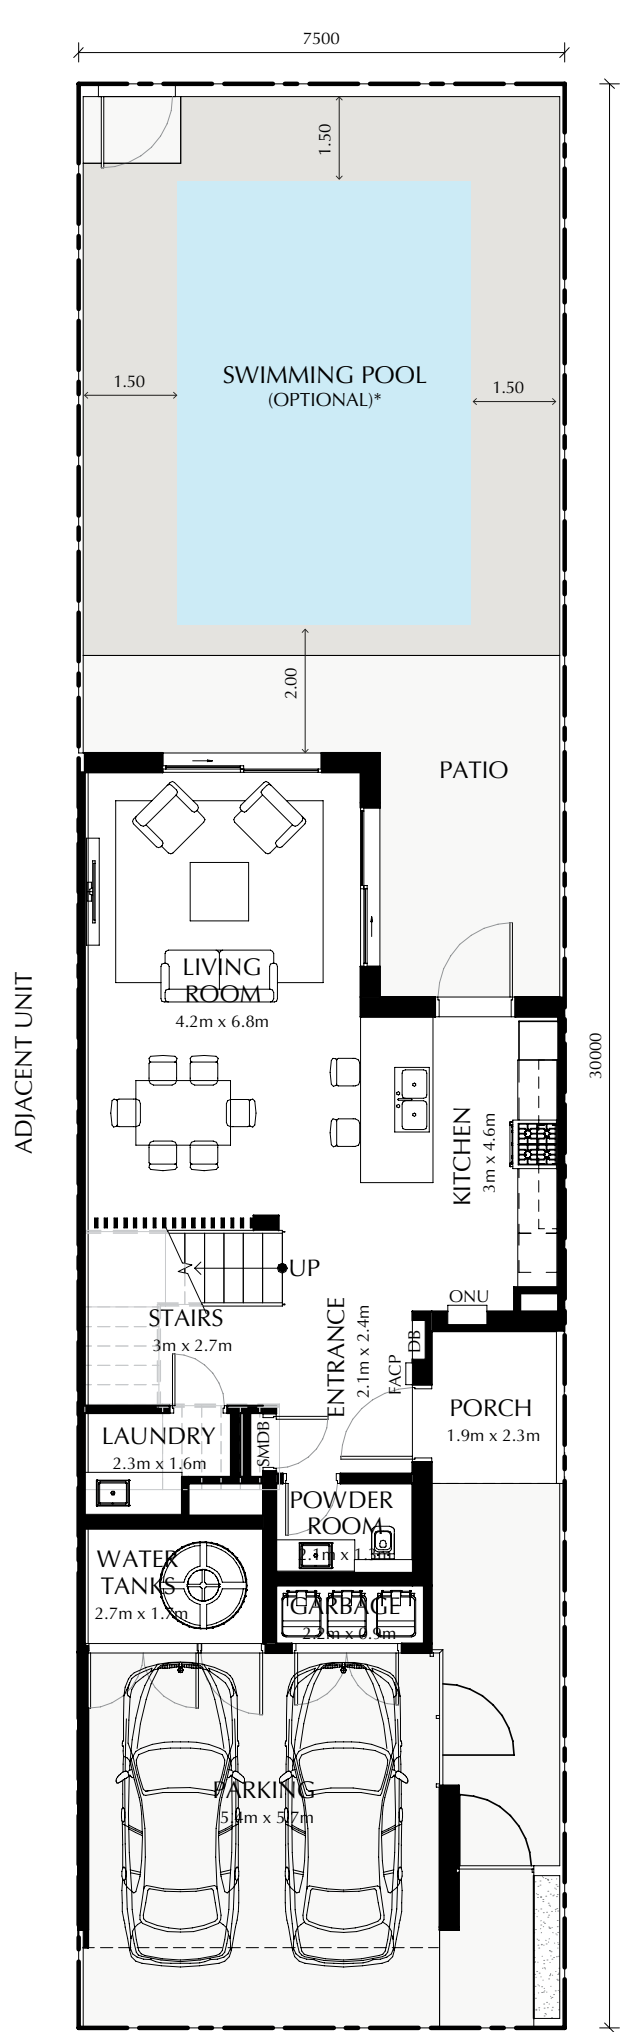 7500
1.50
SWIMMING POOL
(OPTIONAL)*
1.50
1.50
2.00
PATIO
LIVING
ROOM
4.2m x 6.8m
ADJACENT UNIT
30000
KITCHEN
3m x 4.6m
UP
ONU
STAIRS
3m x 2.7m
ENTRANCE
2.1m x 2.4m
DB
FACP
PORCH
1.9m x 2.3m
LAUNDRY
2.3m x 1.6m
SMDB
POWDER
ROOM
2.1m x
WATER
TANKS
2.7m x 1.7m
GARBAGE
2.2m x 0.9m
PARKING
5.4m x 5.7m